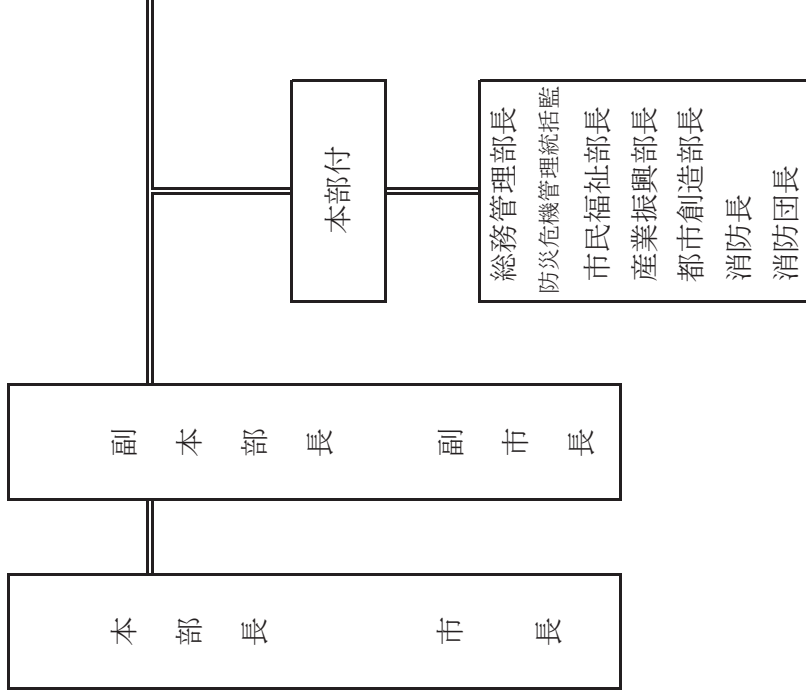 本部長 市長
副本部長 副市長
本部付
総務管理部長
防災危機管理統括監
市民福祉部長
産業振興部長
都市創造部長
消防長
消防団長